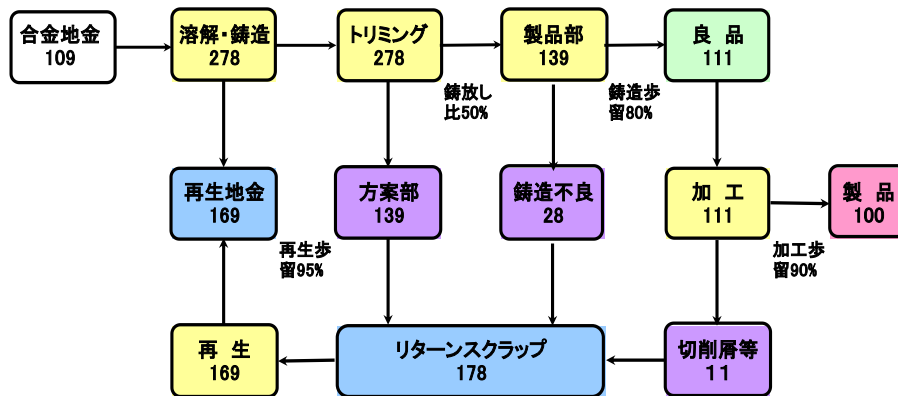 合金地金
109
溶解・鋳造
278
トリミング
278
製品部
139
良 品
111
鋳放し
比50%
鋳造歩
留80%
再生地金
169
方案部
139
鋳造不良
28
加 工
111
製 品
100
再生歩
留95%
加工歩
留90%
再 生
169
リターンスクラップ
178
切削屑等
11